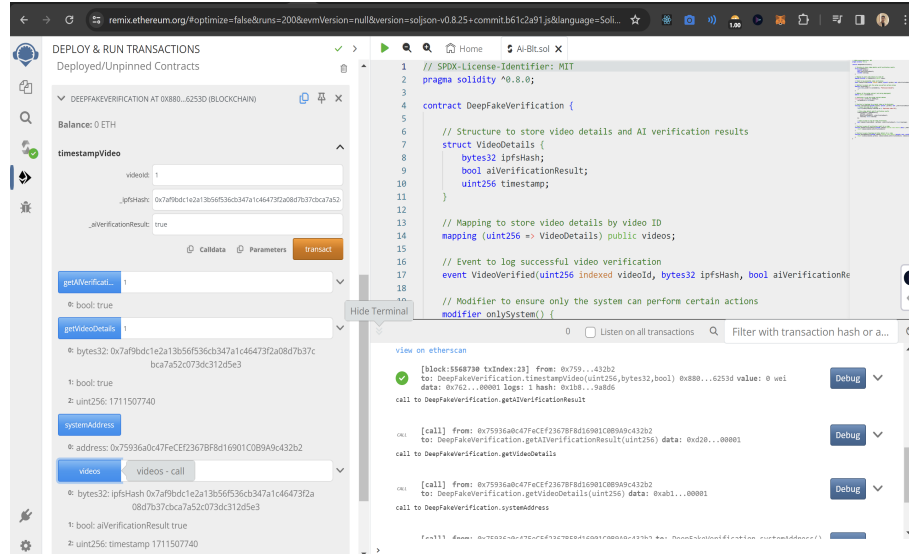 remix.ethereum.org/#optimize=false&runs=200&evmVersion=null&version=soljson-v0.8.25+commit.b61c2a91.js&language=Soli...
1.00
DEPLOY & RUN TRANSACTIONS
Deployed/Unpinned Contracts
DEEPFAKEVERIFICATION AT 0X880...6253D (BLOCKCHAIN)
Balance: 0 ETH
timestampVideo
videoId: 1
_ipfsHash: 0x7af9bdc1e2a13b56f536cb347a1c46473f2a08d7b37cbca7a52
_aiVerificationResult: true
Calldata Parameters transact
getAIVerificati... 1
0: bool: true
getVideoDetails 1
0: bytes32: 0x7af9bdc1e2a13b56f536cb347a1c46473f2a08d7b37c
bca7a52c073dc312d5e3
1: bool: true
2: uint256: 1711507740
systemAddress
0: address: 0x75936a0c47FeCEf2367BF8d16901C0B9A9c432b2
videos videos - call
0: bytes32: ipfsHash 0x7af9bdc1e2a13b56f536cb347a1c46473f2a
08d7b37cbca7a52c073dc312d5e3
1: bool: aiVerificationResult true
2: uint256: timestamp 1711507740
Home Ai-Blt.sol
1 // SPDX-License-Identifier: MIT
2 pragma solidity ^0.8.0;
3
4 contract DeepFakeVerification {
5
6 // Structure to store video details and AI verification results
7 struct VideoDetails {
8 bytes32 ipfsHash;
9 bool aiVerificationResult;
10 uint256 timestamp;
11 }
12
13 // Mapping to store video details by video ID
14 mapping (uint256 => VideoDetails) public videos;
15
16 // Event to log successful video verification
17 event VideoVerified(uint256 indexed videoId, bytes32 ipfsHash, bool aiVerificationRe
18
19 // Modifier to ensure only the system can perform certain actions
modifier onlySystem() {
Hide Terminal
0 Listen on all transactions Filter with transaction hash or a...
view on etherscan
[block:5568730 txIndex:23] from: 0x759...432b2
to: DeepFakeVerification.timestampVideo(uint256,bytes32,bool) 0x880...6253d value: 0 wei
data: 0x762...00001 logs: 1 hash: 0x1b8...9a8d6
Debug
call to DeepFakeVerification.getAIVerificationResult
CALL [call] from: 0x75936a0c47FeCEf2367BF8d16901C0B9A9c432b2
to: DeepFakeVerification.getAIVerificationResult(uint256) data: 0xd20...00001
Debug
call to DeepFakeVerification.getVideoDetails
CALL [call] from: 0x75936a0c47FeCEf2367BF8d16901C0B9A9c432b2
to: DeepFakeVerification.getVideoDetails(uint256) data: 0xab1...00001
Debug
call to DeepFakeVerification.systemAddress
[call] from: 0x75936a0c47FeCEf2367BF8d16901C0B9A9c432b2 to: DeepFakeVerification.systemAddress()